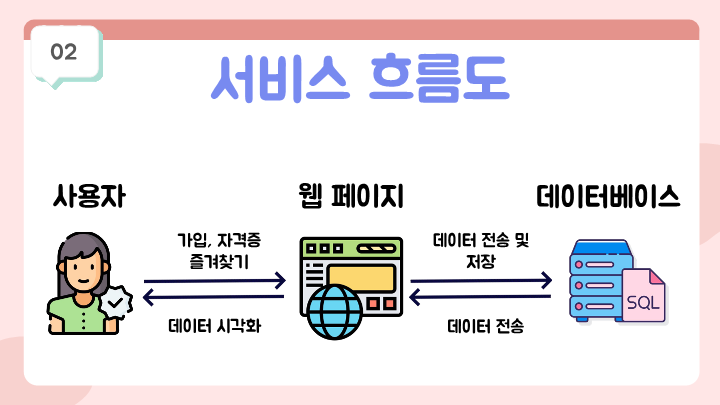 02
서비스 흐름도
사용자
웹 페이지
데이터베이스
가입, 자격증
즐겨찾기
데이터 전송 및
저장
데이터 시각화
데이터 전송
SQL